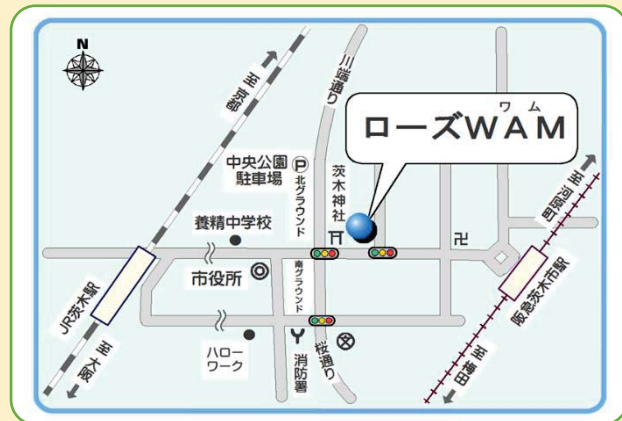 N
至 京都
川端通り
ワ ム
ローズWAM
中央公園
駐車場
P
北グラウンド
茨木神社
至 河原町
養精中学校
卍
市役所
南グラウンド
JR茨木駅
阪急茨木市駅
至 大阪
ハロー
ワーク
消防署
桜通り
至 梅田